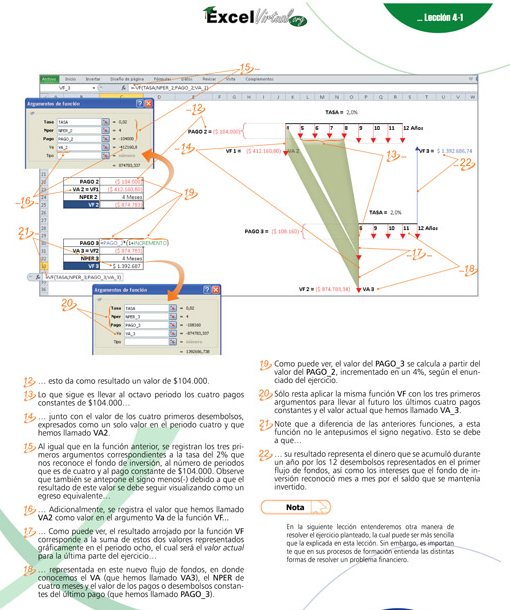 Excel Virtual.org
... Lección 4-1
15
Archivo Inicio Insertar Diseño de página Fórmulas Datos Revisar Vista Complementos
VF_1 =-VF(TASA;NPER_2;PAGO_2;VA_2)
Argumentos de función
VF
Tasa TASA = 0,02
Nper NPER_2 = 4
Pago PAGO_2 = -104000
Va VA_2 = -412160,8
Tipo
= 874783,337
12
14
16
PAGO 2 ($ 104.000)
VA 2 = VF1 ($ 412.160,80)
NPER 2 4 Meses
VF 2 ($ 874.783)
19
21
PAGO 3 =PAGO_2*(1+INCREMENTO)
VA 3 = VF2 ($ 874.783)
NPER 3 4 Meses
VF 3 $ 1.392.687
=VF(TASA;NPER_3;PAGO_3;VA_3)
20
Argumentos de función
VF
Tasa TASA = 0,02
Nper NPER_3 = 4
Pago PAGO_3 = -108160
Va VA_3 = -874783,337
Tipo
= 1392686,736
TASA = 2,0%
4 5 6 7 8 9 10 11 12 Años
PAGO 2 = ($ 104.000)
VF 1 = ($ 412.160,80) VA 2
13
VF 3 = $ 1.392.686,74
22
TASA = 2,0%
8 9 10 11 12 Años
PAGO 3 = ($ 108.160)
17
18
VF 2 = ($ 874.783,34) VA 3
12 ... esto da como resultado un valor de $104.000.
13 Lo que sigue es llevar al octavo periodo los cuatro pagos
constantes de $104.000…
14 ... junto con el valor de los cuatro primeros desembolsos,
expresados como un solo valor en el periodo cuatro y que
hemos llamado VA2.
15 Al igual que en la función anterior, se registran los tres pri-
meros argumentos correspondientes a la tasa del 2% que
nos reconoce el fondo de inversión, al número de periodos
que es de cuatro y al pago constante de $104.000. Observe
que también se antepone el signo menos(-) debido a que el
resultado de este valor se debe seguir visualizando como un
egreso equivalente...
16 ... Adicionalmente, se registra el valor que hemos llamado
VA2 como valor en el argumento Va de la función VF...
17 ... Como puede ver, el resultado arrojado por la función VF
corresponde a la suma de estos dos valores representados
gráficamente en el periodo ocho, el cual será el valor actual
para la última parte del ejercicio...
18 ... representada en este nuevo flujo de fondos, en donde
conocemos el VA (que hemos llamado VA3), el NPER de
cuatro meses y el valor de los pagos o desembolsos constan-
tes del último pago (que hemos llamado PAGO_3).
19 Como puede ver, el valor del PAGO_3 se calcula a partir del
valor del PAGO_2, incrementado en un 4%, según el enun-
ciado del ejercicio.
20 Sólo resta aplicar la misma función VF con los tres primeros
argumentos para llevar al futuro los últimos cuatro pagos
constantes y el valor actual que hemos llamado VA_3.
21 Note que a diferencia de las anteriores funciones, a esta
función no le antepusimos el signo negativo. Esto se debe
a que...
22 ... su resultado representa el dinero que se acumuló durante
un año por los 12 desembolsos representados en el primer
flujo de fondos, así como los intereses que el fondo de in-
versión reconoció mes a mes por el saldo que se mantenía
invertido.
Nota
En la siguiente lección entenderemos otra manera de
resolver el ejercicio planteado, la cual puede ser más sencilla
que la explicada en esta lección. Sin embargo, es importan
te que en sus procesos de formación entienda las distintas
formas de resolver un problema financiero.